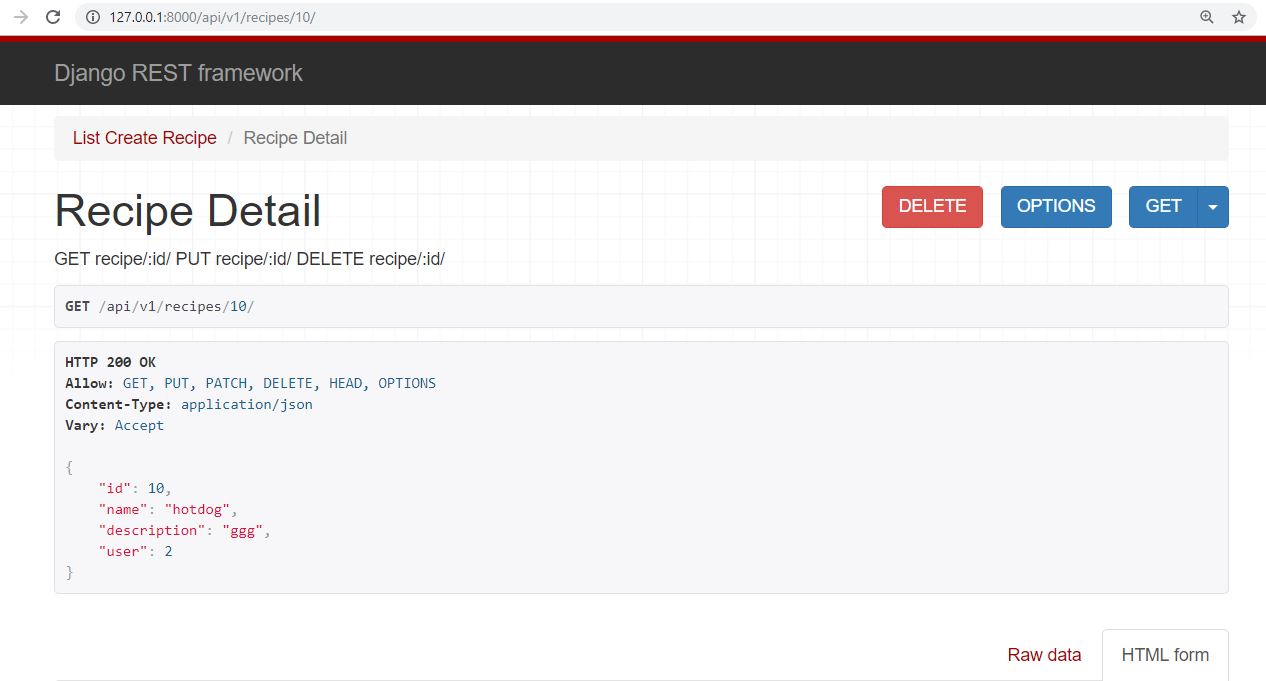 127.0.0.1:8000/api/v1/recipes/10/
Django REST framework
List Create Recipe / Recipe Detail
Recipe Detail
DELETE
OPTIONS
GET
GET recipe/:id/ PUT recipe/:id/ DELETE recipe/:id/
GET /api/v1/recipes/10/
HTTP 200 OK
Allow: GET, PUT, PATCH, DELETE, HEAD, OPTIONS
Content-Type: application/json
Vary: Accept
{
    "id": 10,
    "name": "hotdog",
    "description": "ggg",
    "user": 2
}
Raw data
HTML form